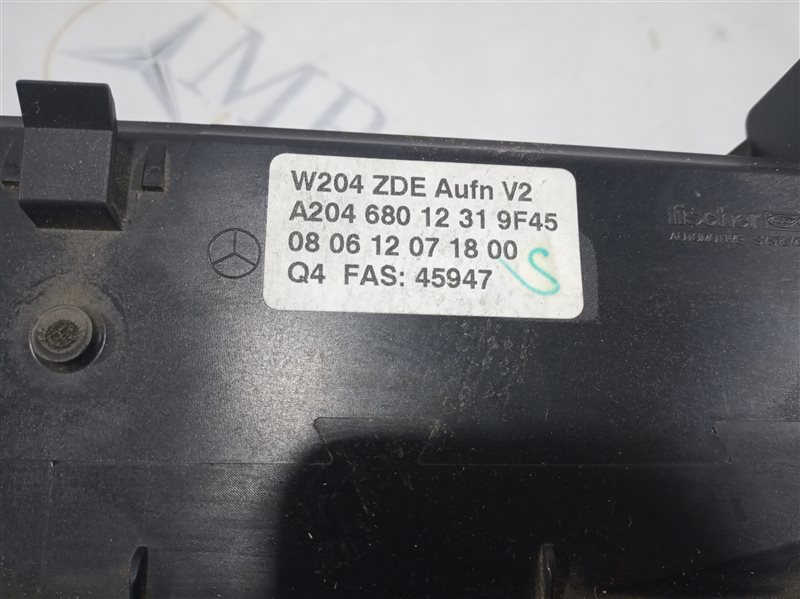 W204 ZDE Aufn V2
A204 680 12 31 9F45
08 06 12 07 18 00
Q4 FAS: 45947
S
fischer
AUTOMOTIVE SYSTEMS